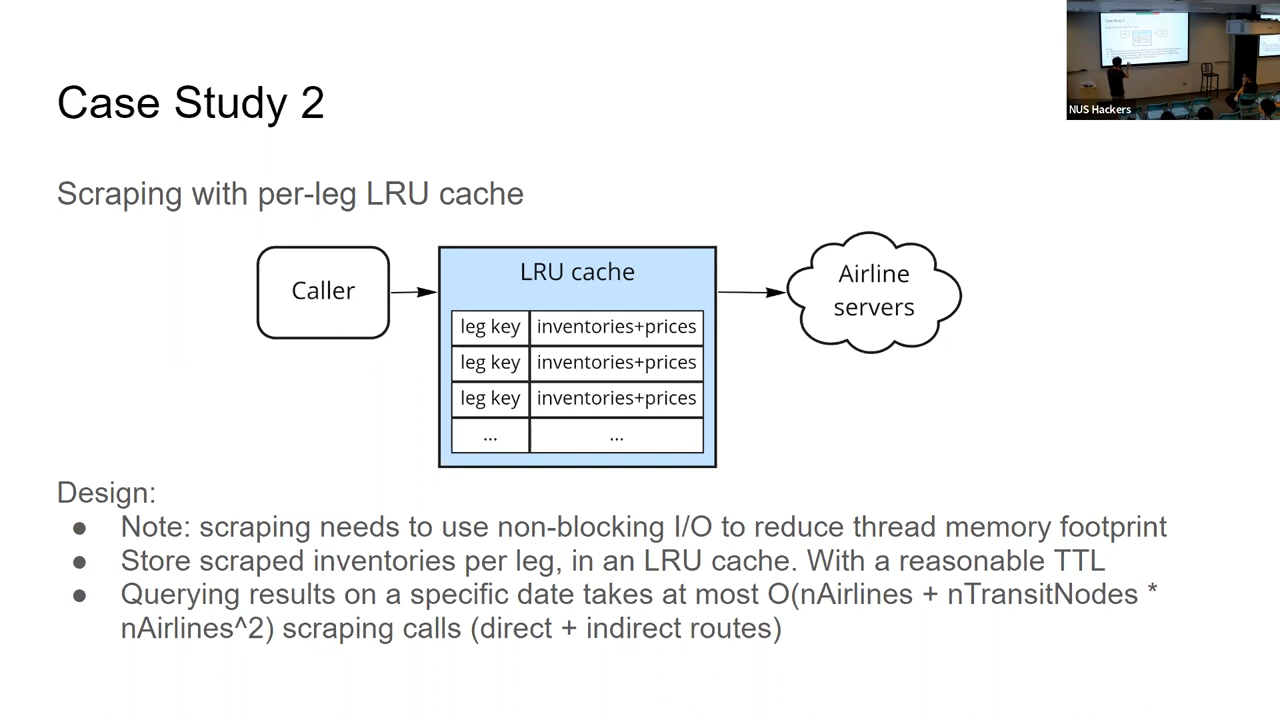 Case Study 2
NUS Hackers
Scraping with per-leg LRU cache
Caller
LRU cache
leg key inventories+prices
leg key inventories+prices
leg key inventories+prices
... ...
Airline
servers
Design:
● Note: scraping needs to use non-blocking I/O to reduce thread memory footprint
● Store scraped inventories per leg, in an LRU cache. With a reasonable TTL
● Querying results on a specific date takes at most O(nAirlines + nTransitNodes *
nAirlines^2) scraping calls (direct + indirect routes)